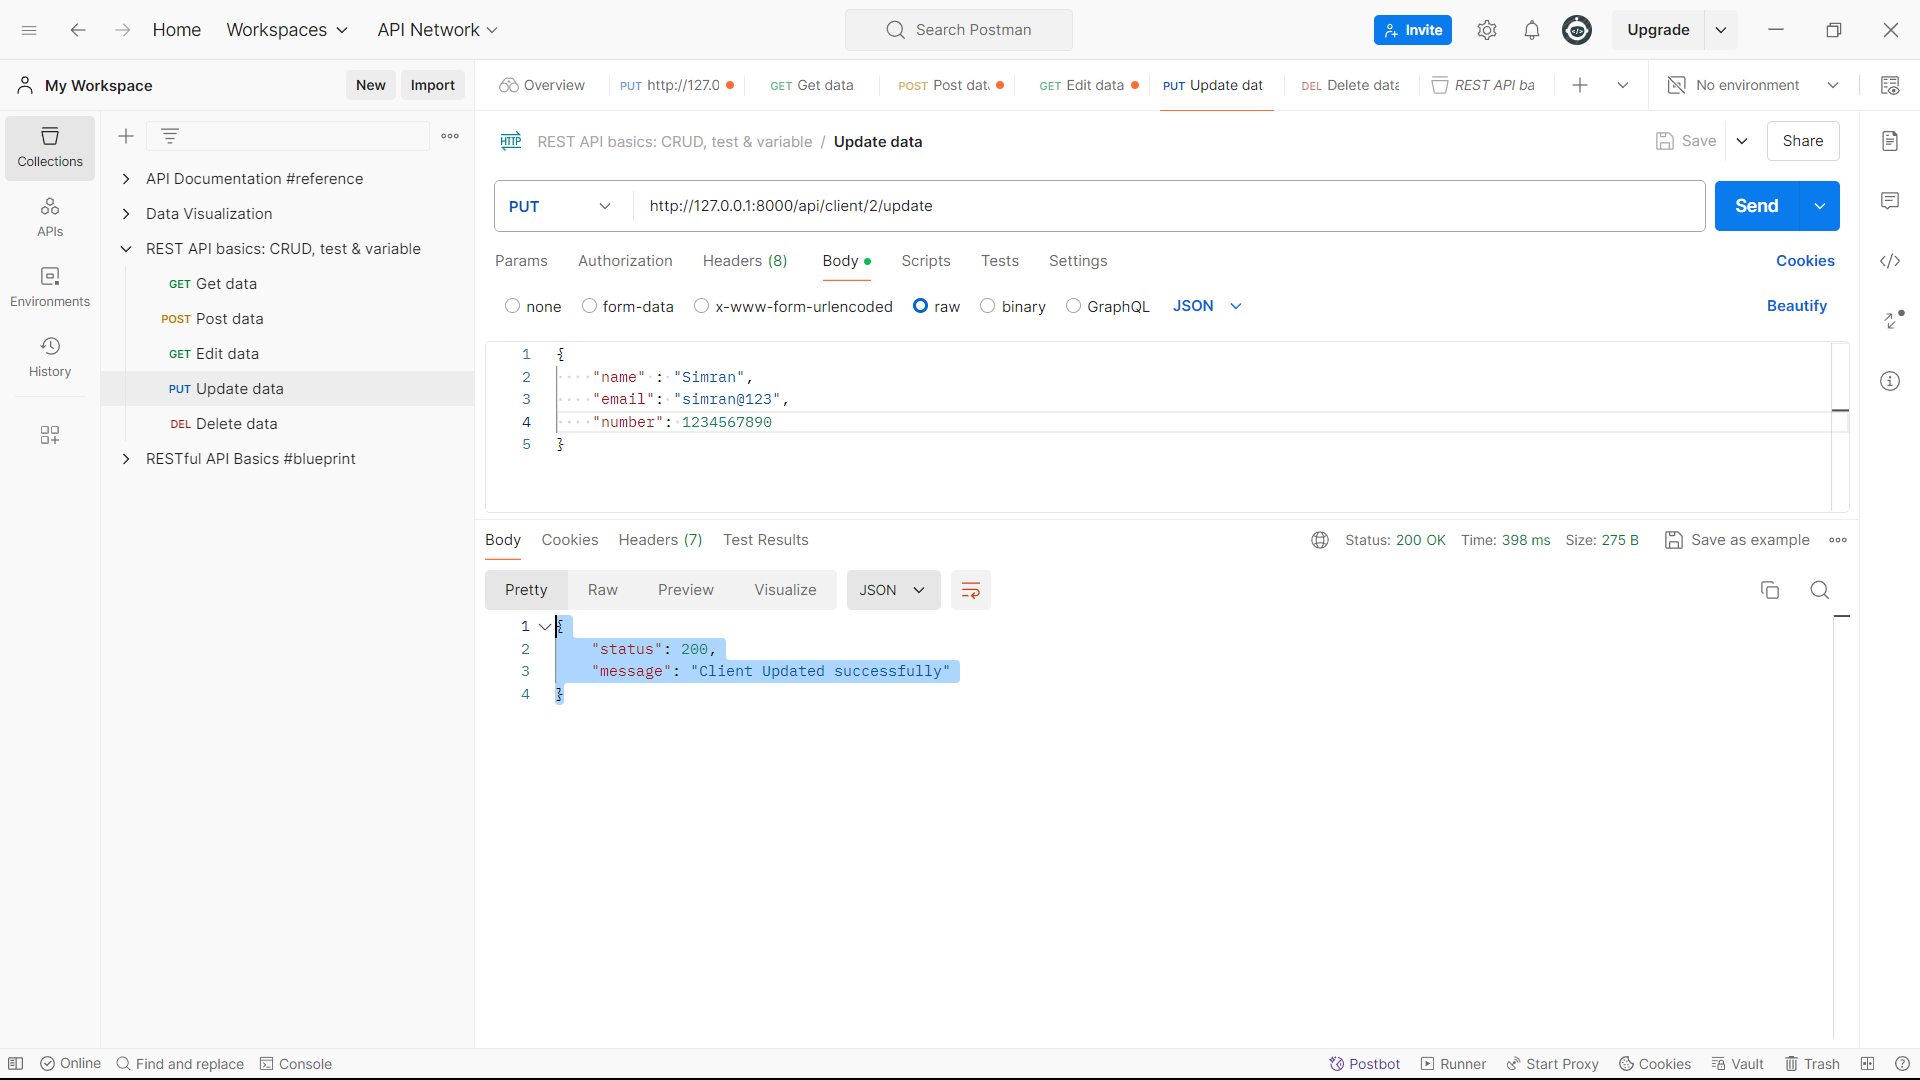 Home Workspaces API Network Search Postman Invite Upgrade
My Workspace New Import Overview PUT http://127.0 GET Get data POST Post dat GET Edit data PUT Update dat DEL Delete data REST API ba No environment
Collections
APIs
Environments
History
API Documentation #reference
Data Visualization
REST API basics: CRUD, test & variable
GET Get data
POST Post data
GET Edit data
PUT Update data
DEL Delete data
RESTful API Basics #blueprint
HTTP REST API basics: CRUD, test & variable / Update data Save Share
PUT http://127.0.0.1:8000/api/client/2/update Send
Params Authorization Headers (8) Body Scripts Tests Settings Cookies
none form-data x-www-form-urlencoded raw binary GraphQL JSON Beautify
1 {
2 "name" : "Simran",
3 "email": "simran@123",
4 "number": 1234567890
5 }
Body Cookies Headers (7) Test Results Status: 200 OK Time: 398 ms Size: 275 B Save as example
Pretty Raw Preview Visualize JSON
1 {
2 "status": 200,
3 "message": "Client Updated successfully"
4 }
Online Find and replace Console Postbot Runner Start Proxy Cookies Vault Trash